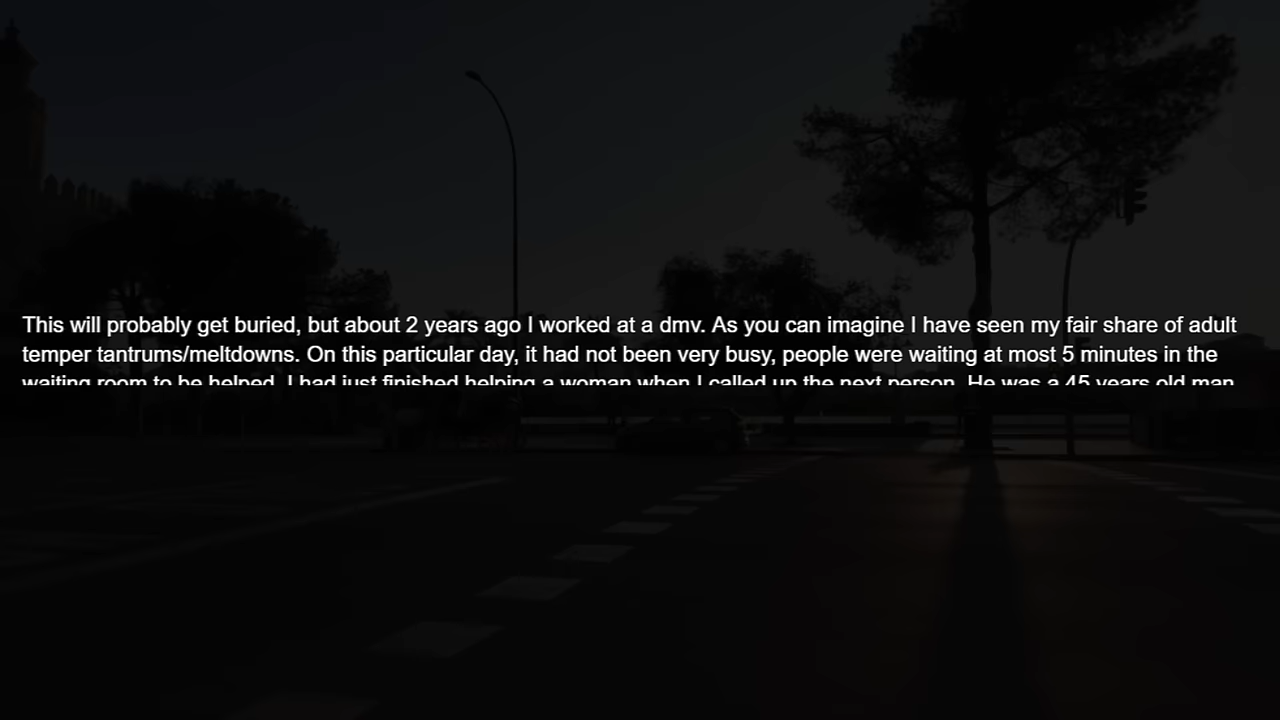 This will probably get buried, but about 2 years ago I worked at a dmv. As you can imagine I have seen my fair share of adult
temper tantrums/meltdowns. On this particular day, it had not been very busy, people were waiting at most 5 minutes in the
waiting room to be helped. I had just finished helping a woman when I called up the next person. He was a 45 years old man